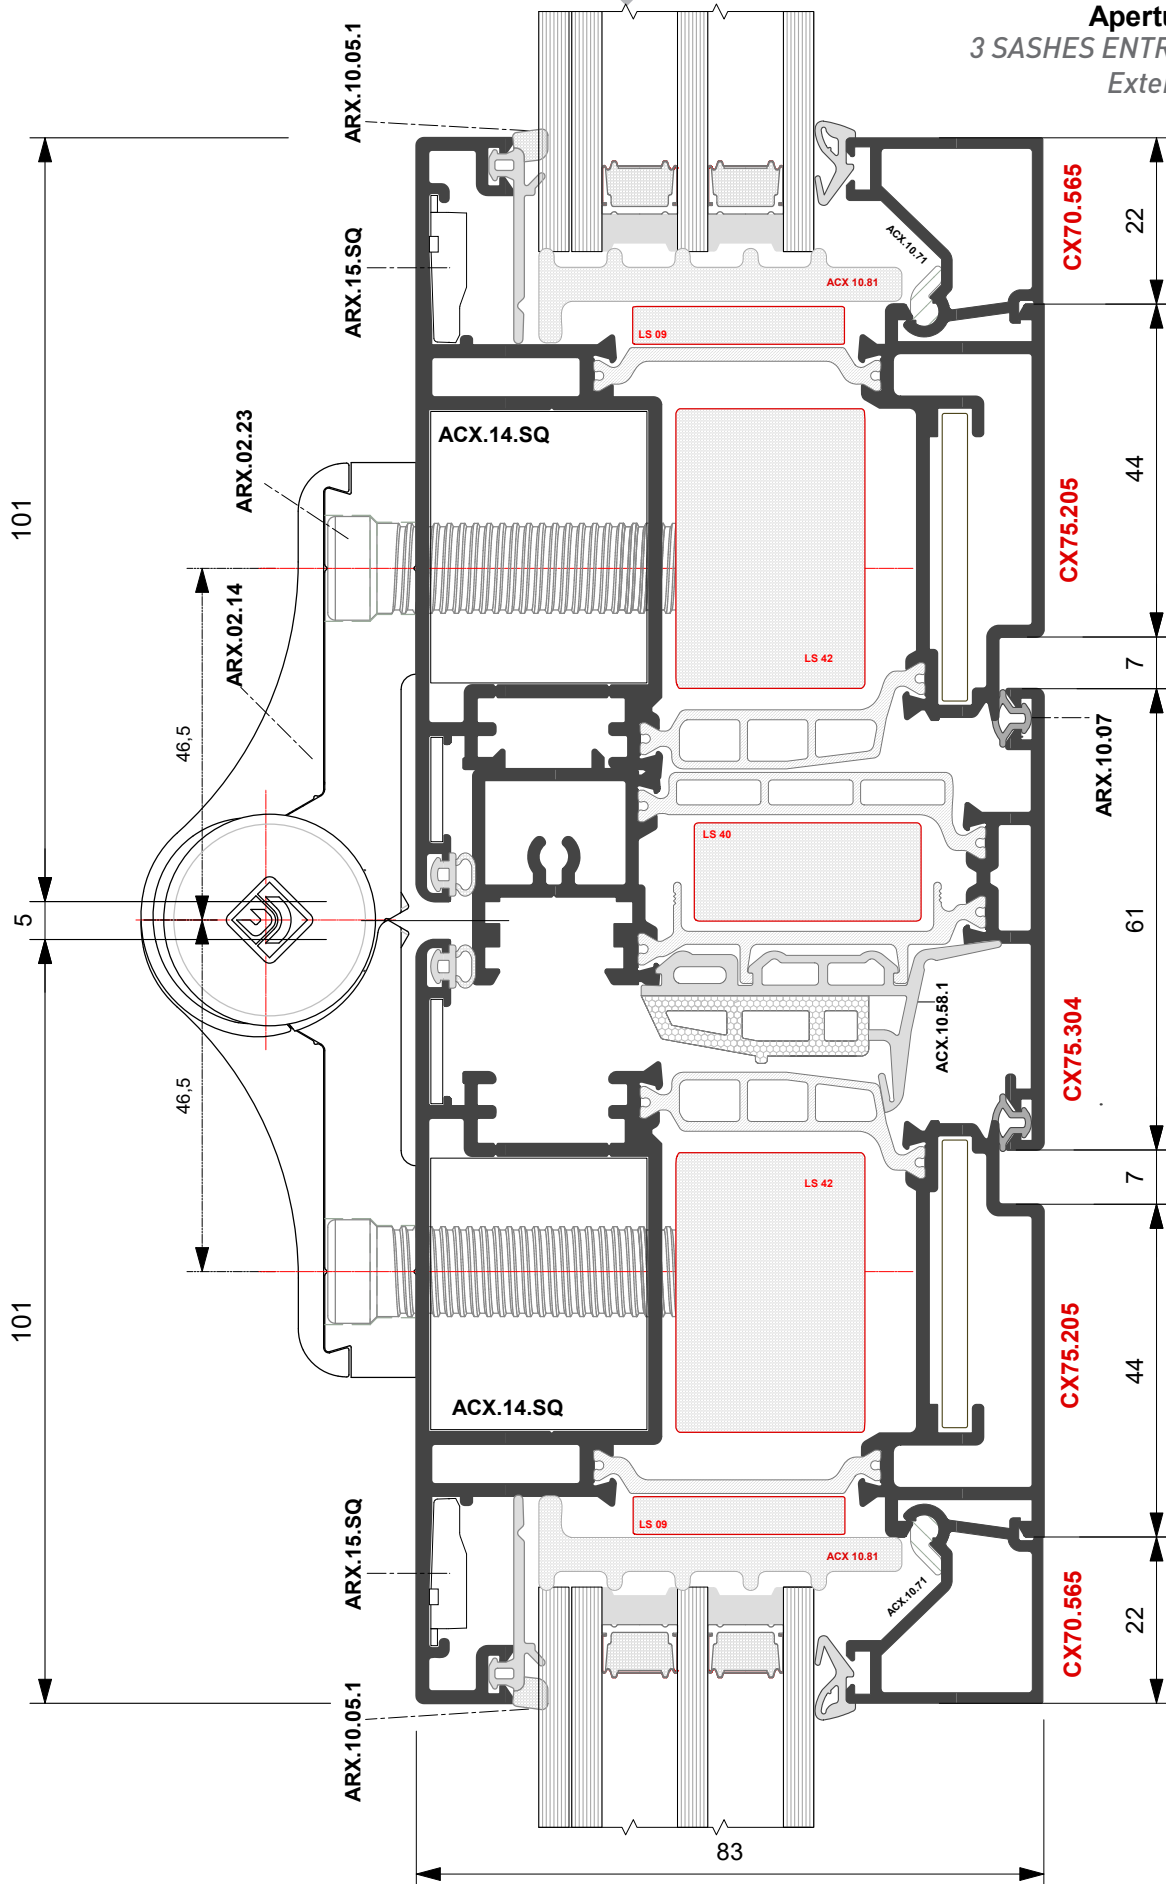 Apertu
3 SASHES ENTR
Exter
ARX.10.05.1
ARX.15.SQ
ARX.02.23
ARX.02.14
101
46,5
5
46,5
101
ARX.15.SQ
ARX.10.05.1
ACX.10.71
ACX 10.81
LS 09
ACX.14.SQ
LS 42
LS 40
ACX.10.58.1
LS 42
ACX.14.SQ
LS 09
ACX 10.81
ACX.10.71
CX70.565
22
CX75.205
44
7
ARX.10.07
61
CX75.304
7
CX75.205
44
CX70.565
22
83